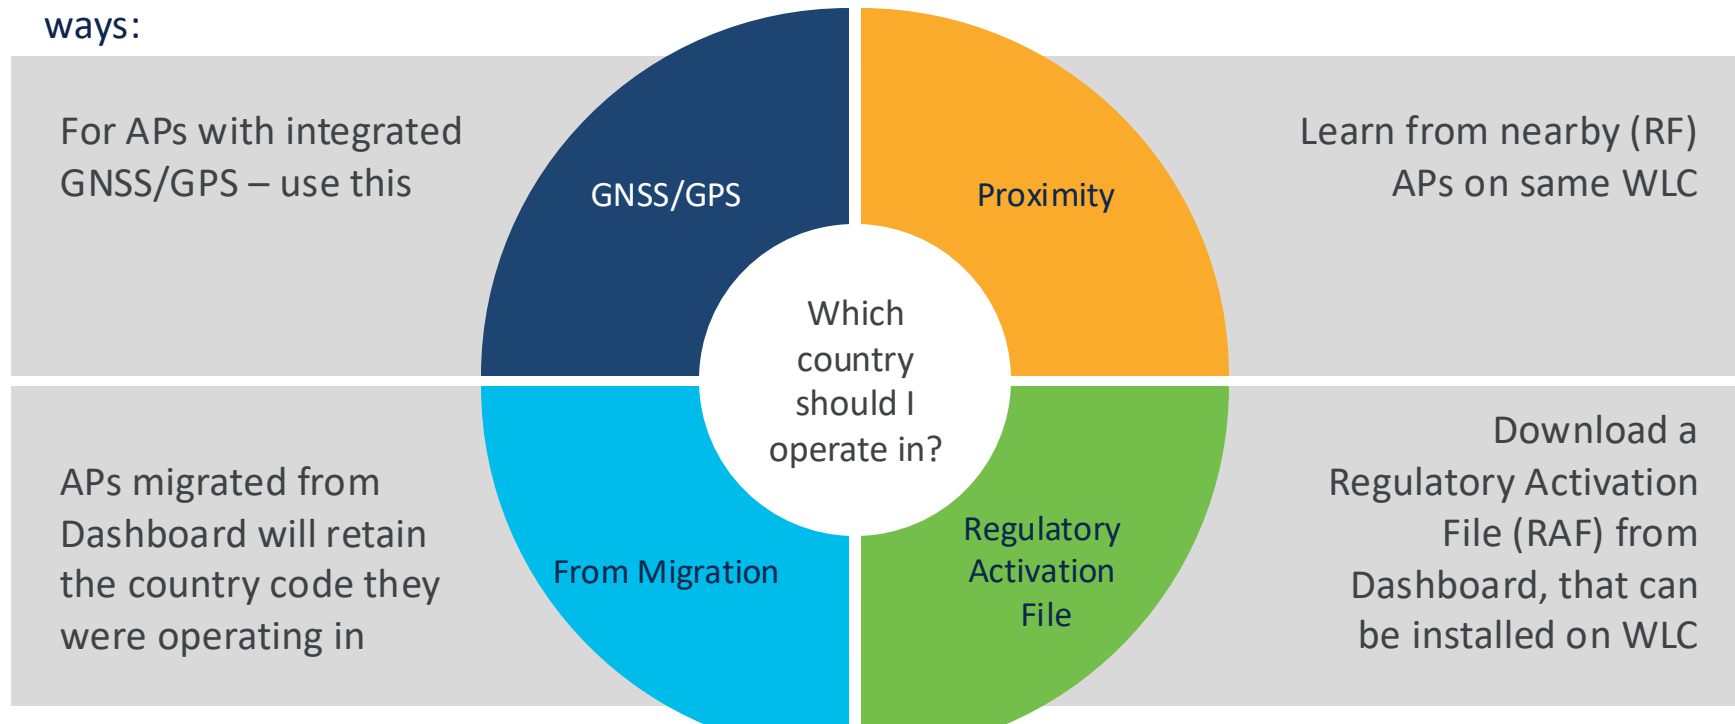 ways:
For APs with integrated
GNSS/GPS – use this
GNSS/GPS
Proximity
Learn from nearby (RF)
APs on same WLC
Which
country
should I
operate in?
APs migrated from
Dashboard will retain
the country code they
were operating in
From Migration
Regulatory
Activation
File
Download a
Regulatory Activation
File (RAF) from
Dashboard, that can
be installed on WLC